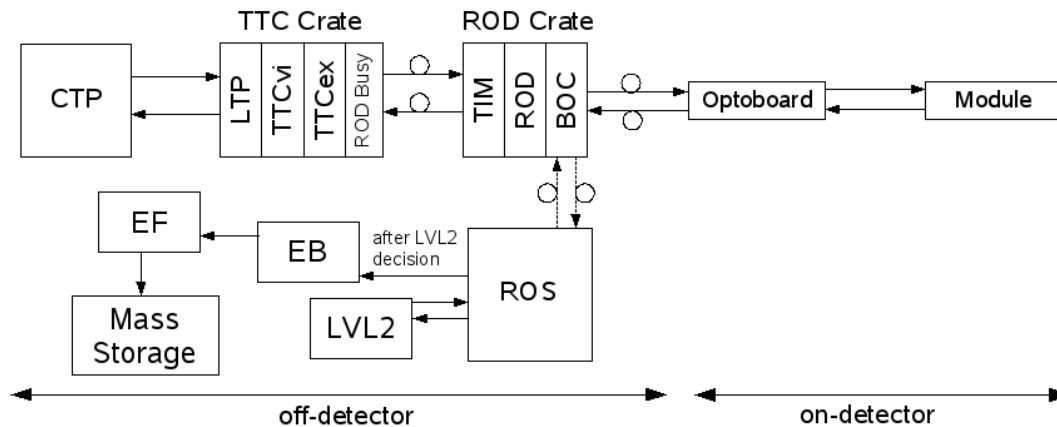 TTC Crate
ROD Crate
CTP
LTP
TTCvi
TTCex
ROD Busy
TIM
ROD
BOC
Optoboard
Module
EF
EB
after LVL2
decision
ROS
LVL2
Mass
Storage
off-detector
on-detector